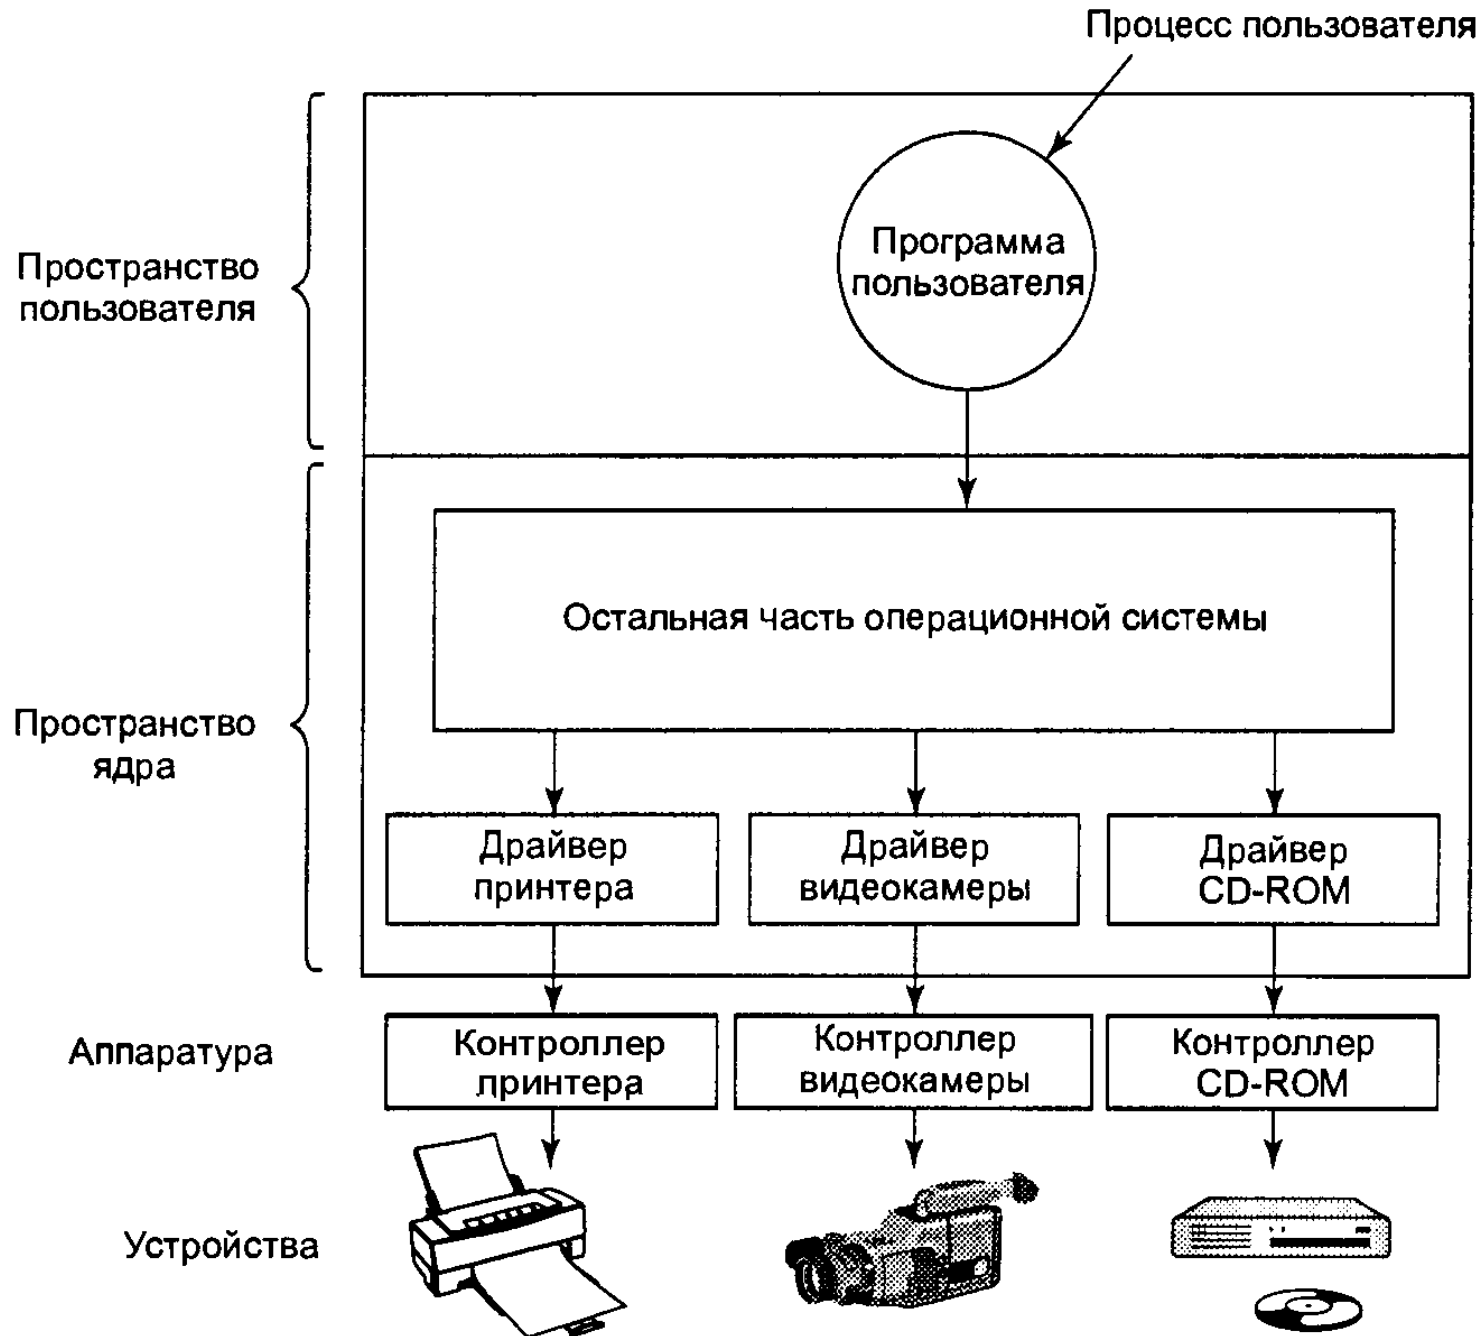 Процесс пользователя
Программа
пользователя
Пространство
пользователя
Остальная часть операционной системы
Пространство
ядра
Драйвер
принтера
Драйвер
видеокамеры
Драйвер
CD-ROM
Аппаратура
Контроллер
принтера
Контроллер
видеокамеры
Контроллер
CD-ROM
Устройства